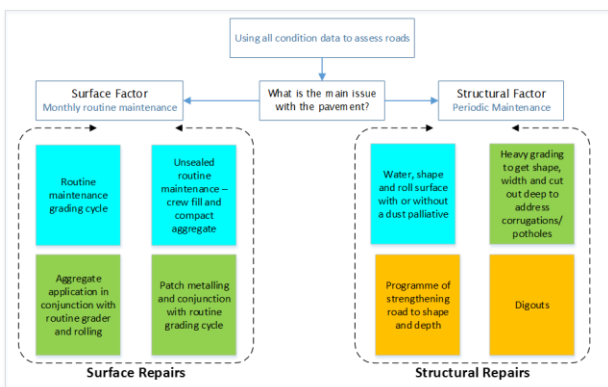 Using all condition data to assess roads
Surface Factor
Monthly routine maintenance
What is the main issue
with the pavement?
Structural Factor
Periodic Maintenance
Routine
maintenance
grading cycle
Unsealed
routine
maintenance –
crew fill and
compact
aggregate
Water, shape
and roll surface
with or without
a dust palliative
Heavy grading
to get shape,
width and cut
out deep to
address
corrugations/
potholes
Aggregate
application in
conjunction with
routine grader
and rolling
Patch metalling
and conjunction
with routine
grading cycle
Programme of
strengthening
road to shape
and depth
Digouts
Surface Repairs
Structural Repairs